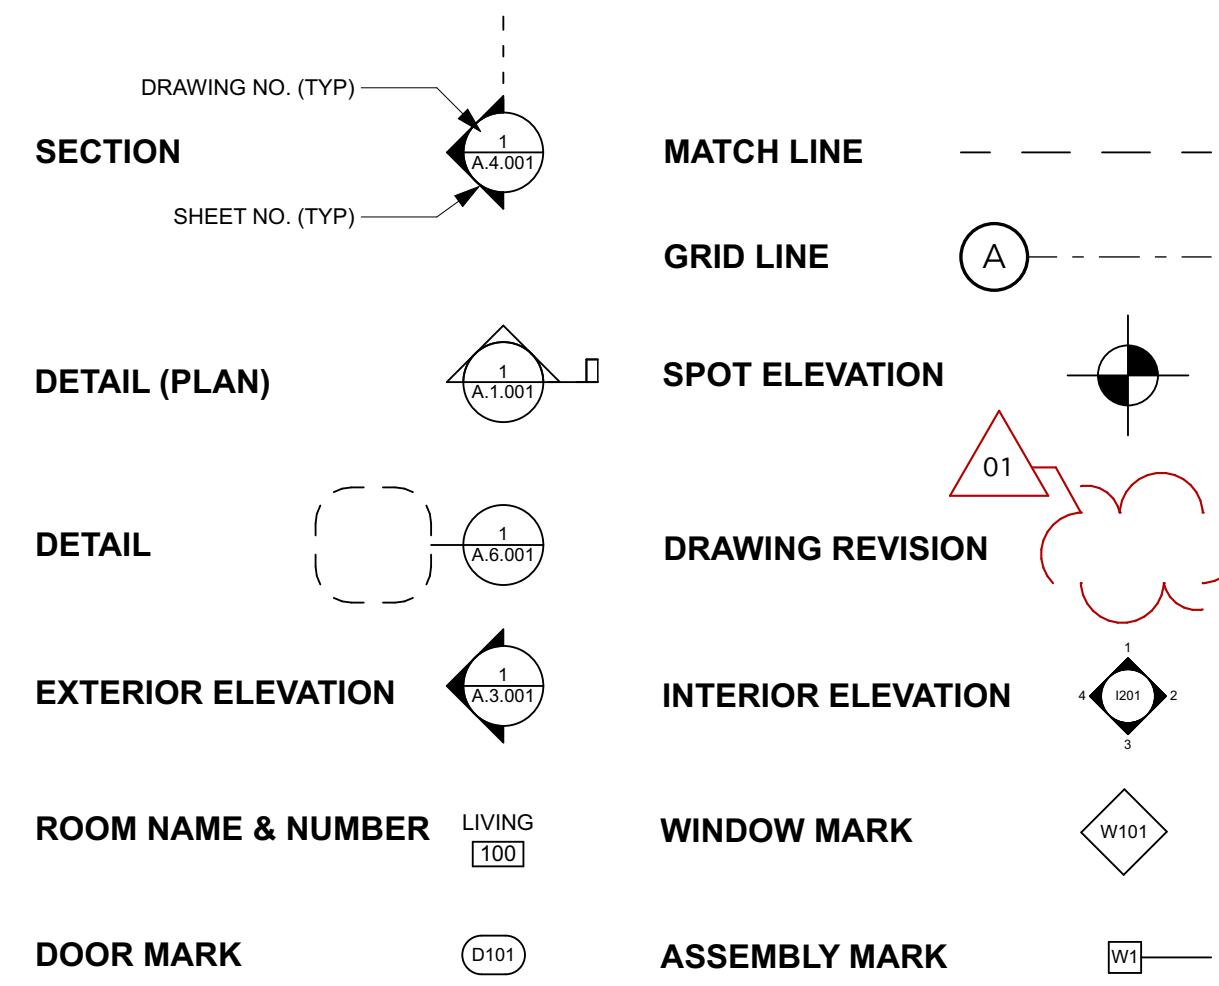 DRAWING NO. (TYP)
SECTION
1
A.4.001
SHEET NO. (TYP)
MATCH LINE
GRID LINE
A
DETAIL (PLAN)
1
A.1.001
SPOT ELEVATION
01
DETAIL
1
A.6.001
DRAWING REVISION
EXTERIOR ELEVATION
1
A.3.001
INTERIOR ELEVATION
1
4
I201
2
3
ROOM NAME & NUMBER
LIVING
100
WINDOW MARK
W101
DOOR MARK
D101
ASSEMBLY MARK
W1